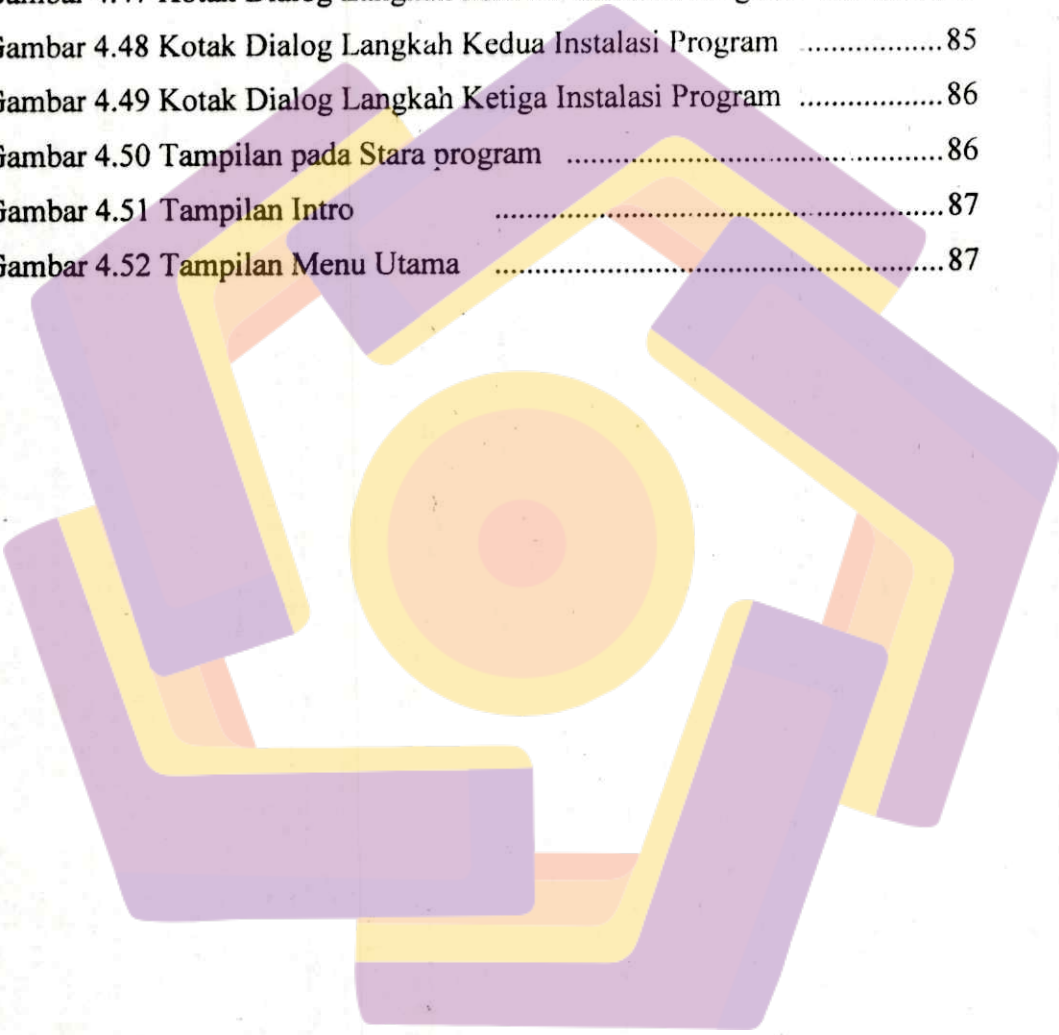 Gambar 4.48 Kotak Dialog Langkah Kedua Instalasi Program .................85
Gambar 4.49 Kotak Dialog Langkah Ketiga Instalasi Program ..................86
Gambar 4.50 Tampilan pada Stara program ...............................................86
Gambar 4.51 Tampilan Intro ........................................................87
Gambar 4.52 Tampilan Menu Utama ........................................................87